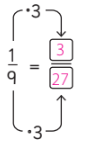 ·3
1/9 = 3/27
·3